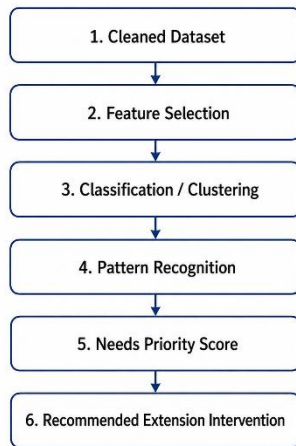 1. Cleaned Dataset
2. Feature Selection
3. Classification / Clustering
4. Pattern Recognition
5. Needs Priority Score
6. Recommended Extension Intervention